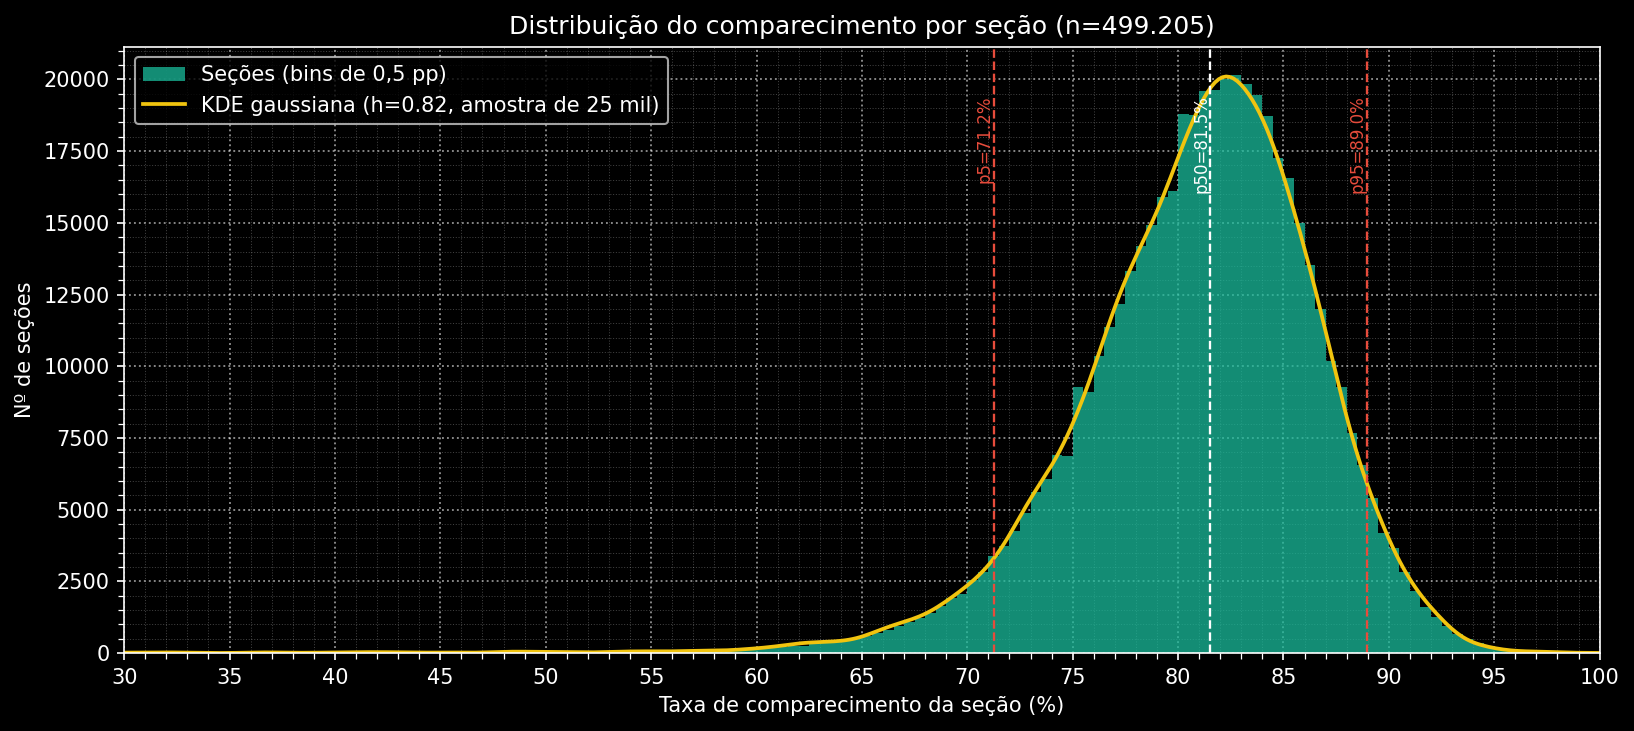 Distribuição do comparecimento por seção (n=499.205)
Seções (bins de 0,5 pp)
KDE gaussiana (h=0.82, amostra de 25 mil)
p5=71.2%
p50=81.5%
p95=89.0%
Nº de seções
20000
17500
15000
12500
10000
7500
5000
2500
0
30 35 40 45 50 55 60 65 70 75 80 85 90 95 100
Taxa de comparecimento da seção (%)